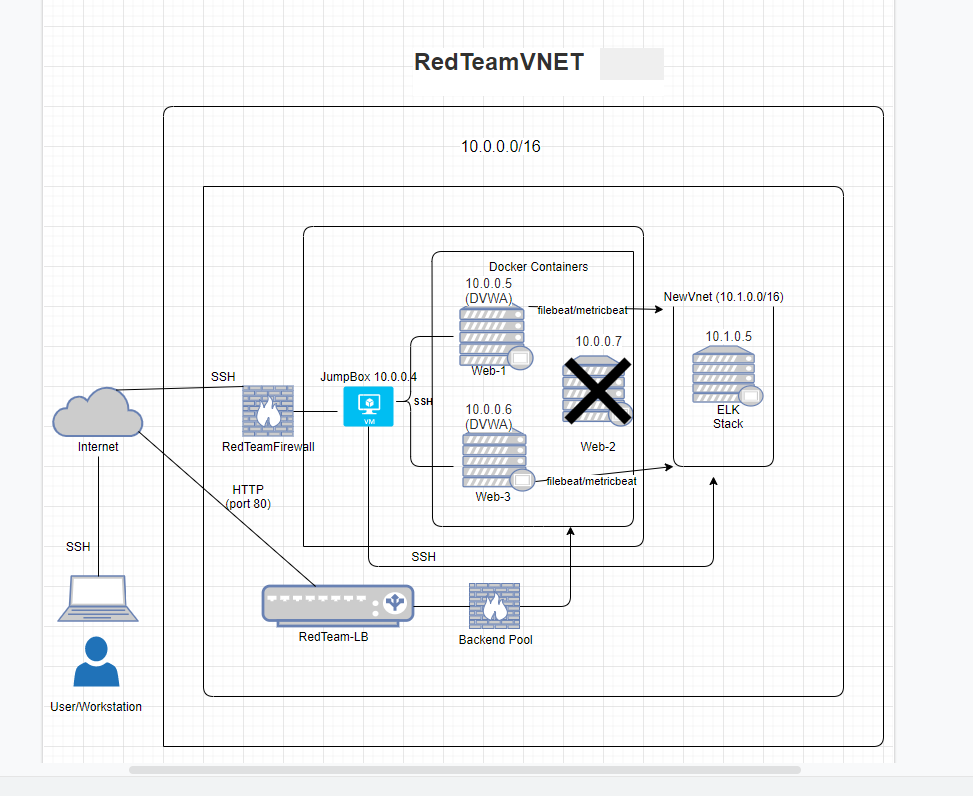 RedTeamVNET
10.0.0.0/16
Docker Containers
10.0.0.5
(DVWA)
filebeat/metricbeat
Web-1
NewVnet (10.1.0.0/16)
10.1.0.5
ELK
Stack
10.0.0.7
Web-2
SSH
JumpBox 10.0.0.4
VM
SSH
10.0.0.6
(DVWA)
Web-3
filebeat/metricbeat
Internet
RedTeamFirewall
HTTP
(port 80)
SSH
SSH
RedTeam-LB
Backend Pool
User/Workstation